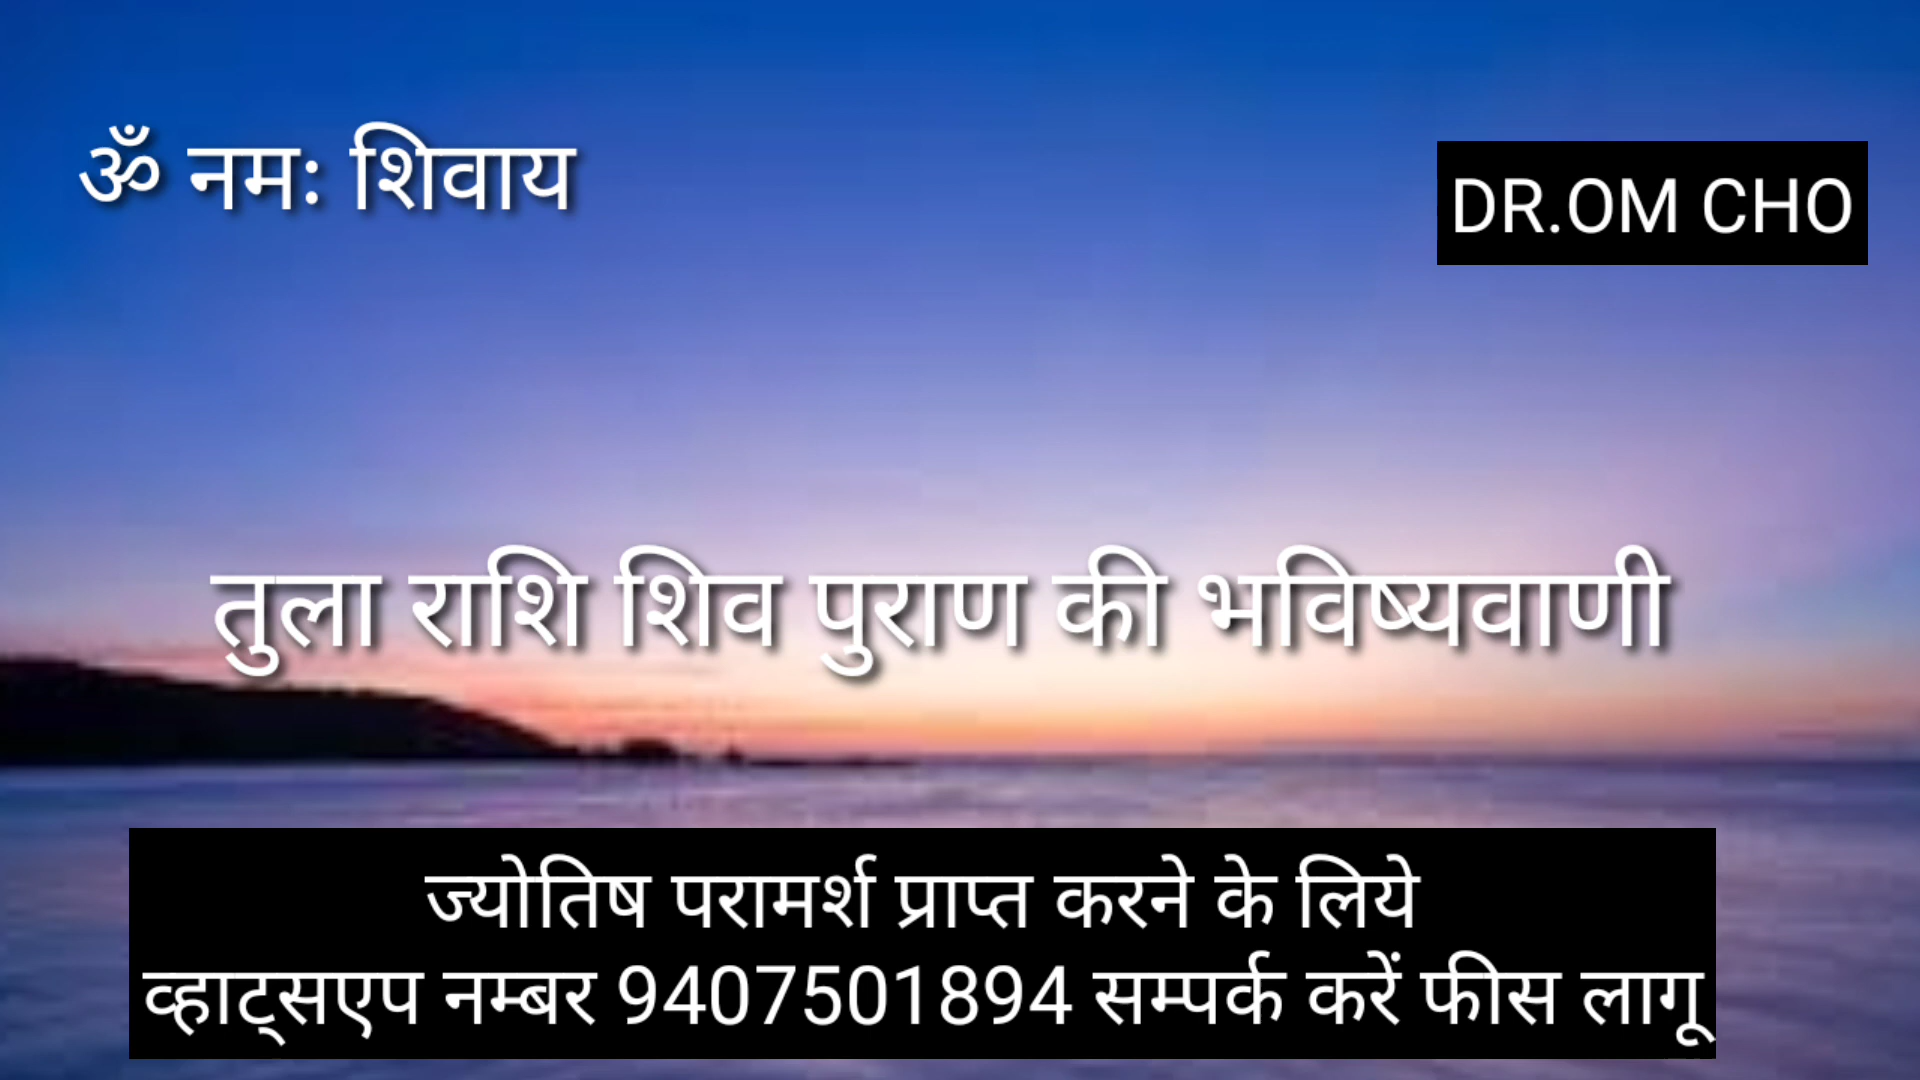 ॐ नमः शिवाय
DR.OM CHO
तुला राशि शिव पुराण की भविष्यवाणी
ज्योतिष परामर्श प्राप्त करने के लिये
व्हाट्सएप नम्बर 9407501894 सम्पर्क करें फीस लागू